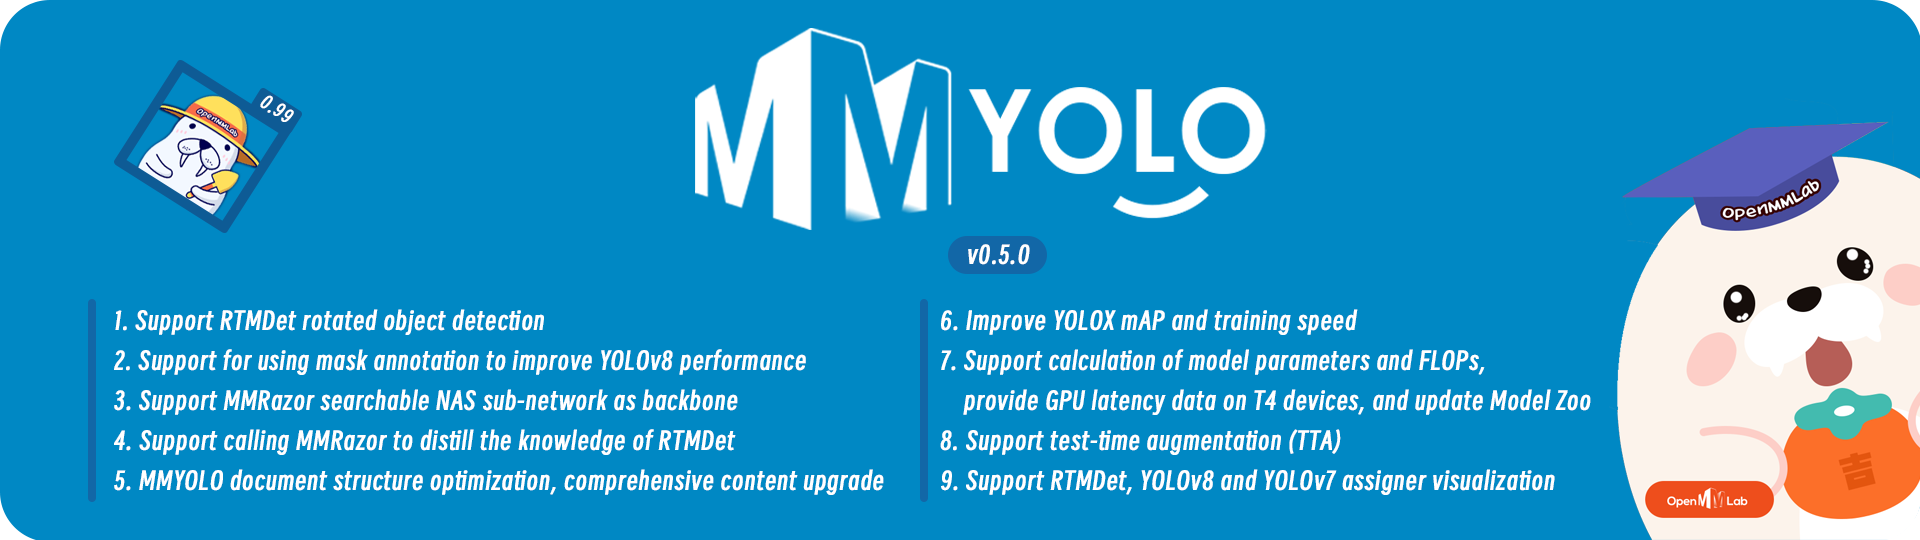 OpenMMLab
0.99
MM YOLO
v0.5.0
1. Support RTMDet rotated object detection
2. Support for using mask annotation to improve YOLOv8 performance
3. Support MMRazor searchable NAS sub-network as backbone
4. Support calling MMRazor to distill the knowledge of RTMDet
5. MMYOLO document structure optimization, comprehensive content upgrade
6. Improve YOLOX mAP and training speed
7. Support calculation of model parameters and FLOPs,
provide GPU latency data on T4 devices, and update Model Zoo
8. Support test-time augmentation (TTA)
9. Support RTMDet, YOLOv8 and YOLOv7 assigner visualization
OpenMMLab
吉
OpenMMLab